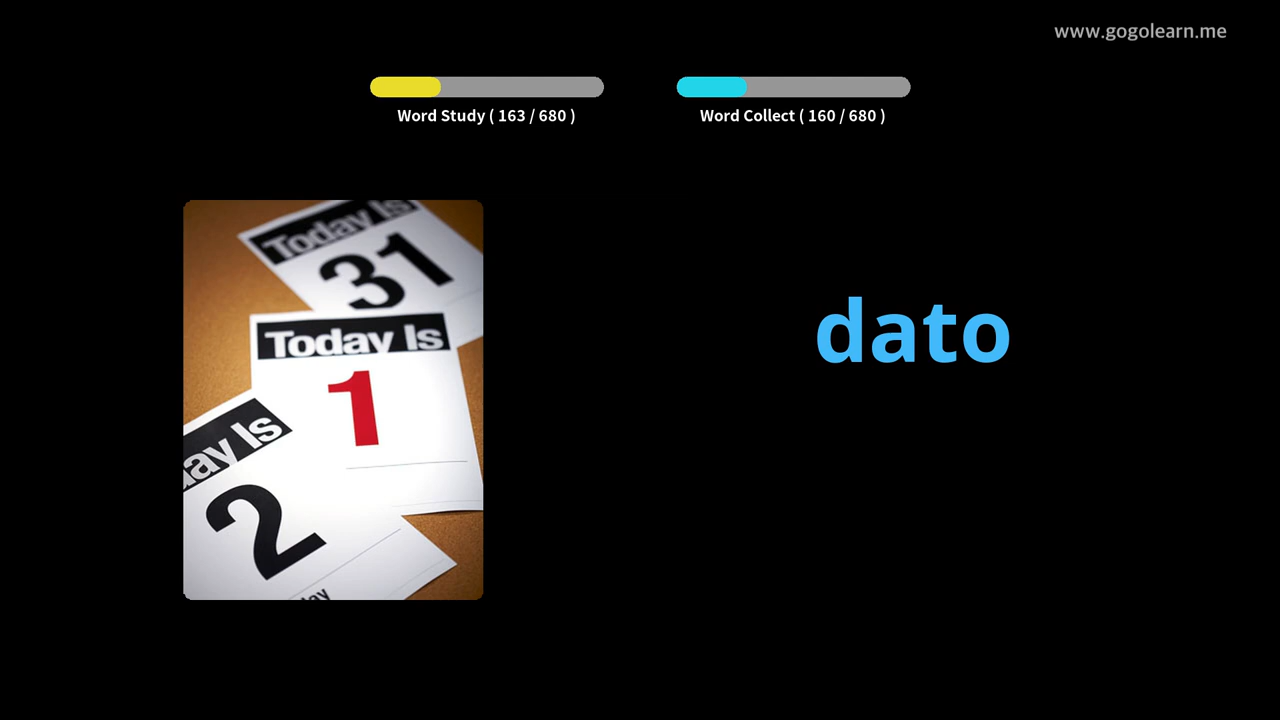 www.gogolearn.me
Word Study ( 163 / 680 )
Word Collect ( 160 / 680 )
Today Is
31
Today Is
1
day Is
2
dato